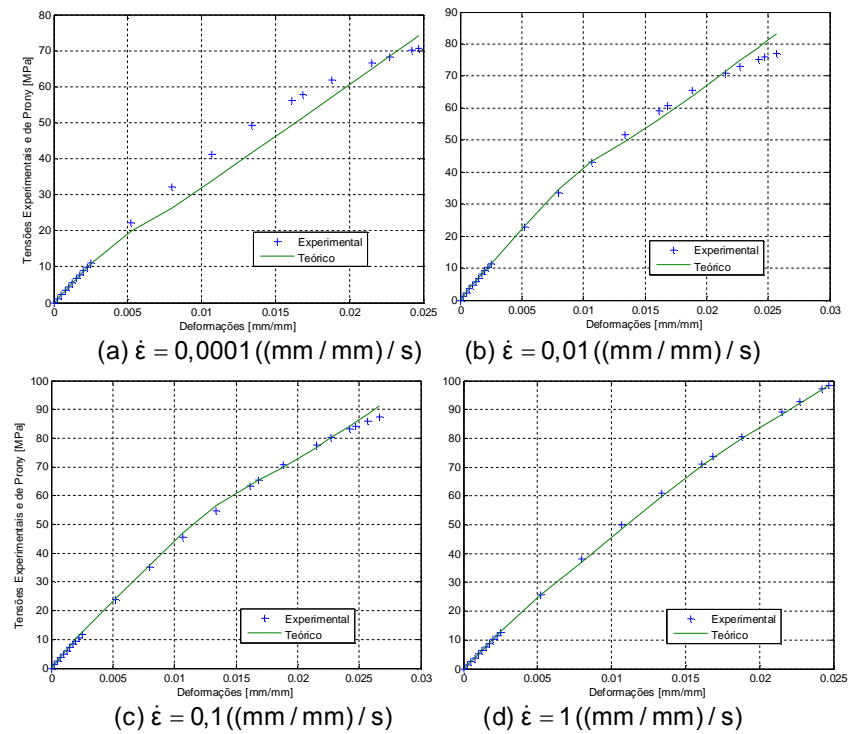 80
70
60
50
40
30
20
10
0
Tensões Experimentais e de Prony [MPa]
Experimental
Teórico
0 0.005 0.01 0.015 0.02 0.025
Deformações [mm/mm]
(a) ε̇ = 0,0001((mm / mm) / s)
90
80
70
60
50
40
30
20
10
0
Experimental
Teórico
0 0.005 0.01 0.015 0.02 0.025 0.03
Deformações [mm/mm]
(b) ε̇ = 0,01((mm / mm) / s)
100
90
80
70
60
50
40
30
20
10
0
Tensões Experimentais e de Prony [MPa]
Experimental
Teórico
0 0.005 0.01 0.015 0.02 0.025 0.03
Deformações [mm/mm]
(c) ε̇ = 0,1((mm / mm) / s)
100
90
80
70
60
50
40
30
20
10
0
Experimental
Teórico
0 0.005 0.01 0.015 0.02 0.025
Deformações [mm/mm]
(d) ε̇ = 1((mm / mm) / s)